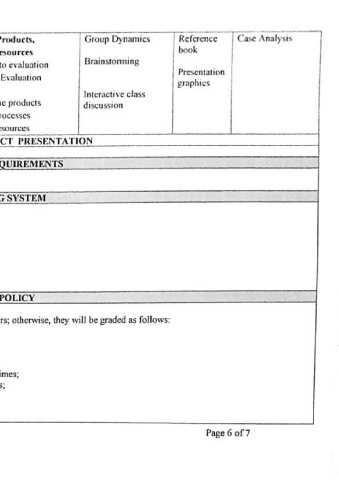 Products,
esources
to evaluation
Evaluation
ne products
rocesses
esources
Group Dynamics
Brainstorming
Interactive class
discussion
Reference
book
Presentation
graphics
Case Analysis
CT PRESENTATION
QUIREMENTS
G SYSTEM
POLICY
rs; otherwise, they will be graded as follows:
imes;
s;
Page 6 of 7